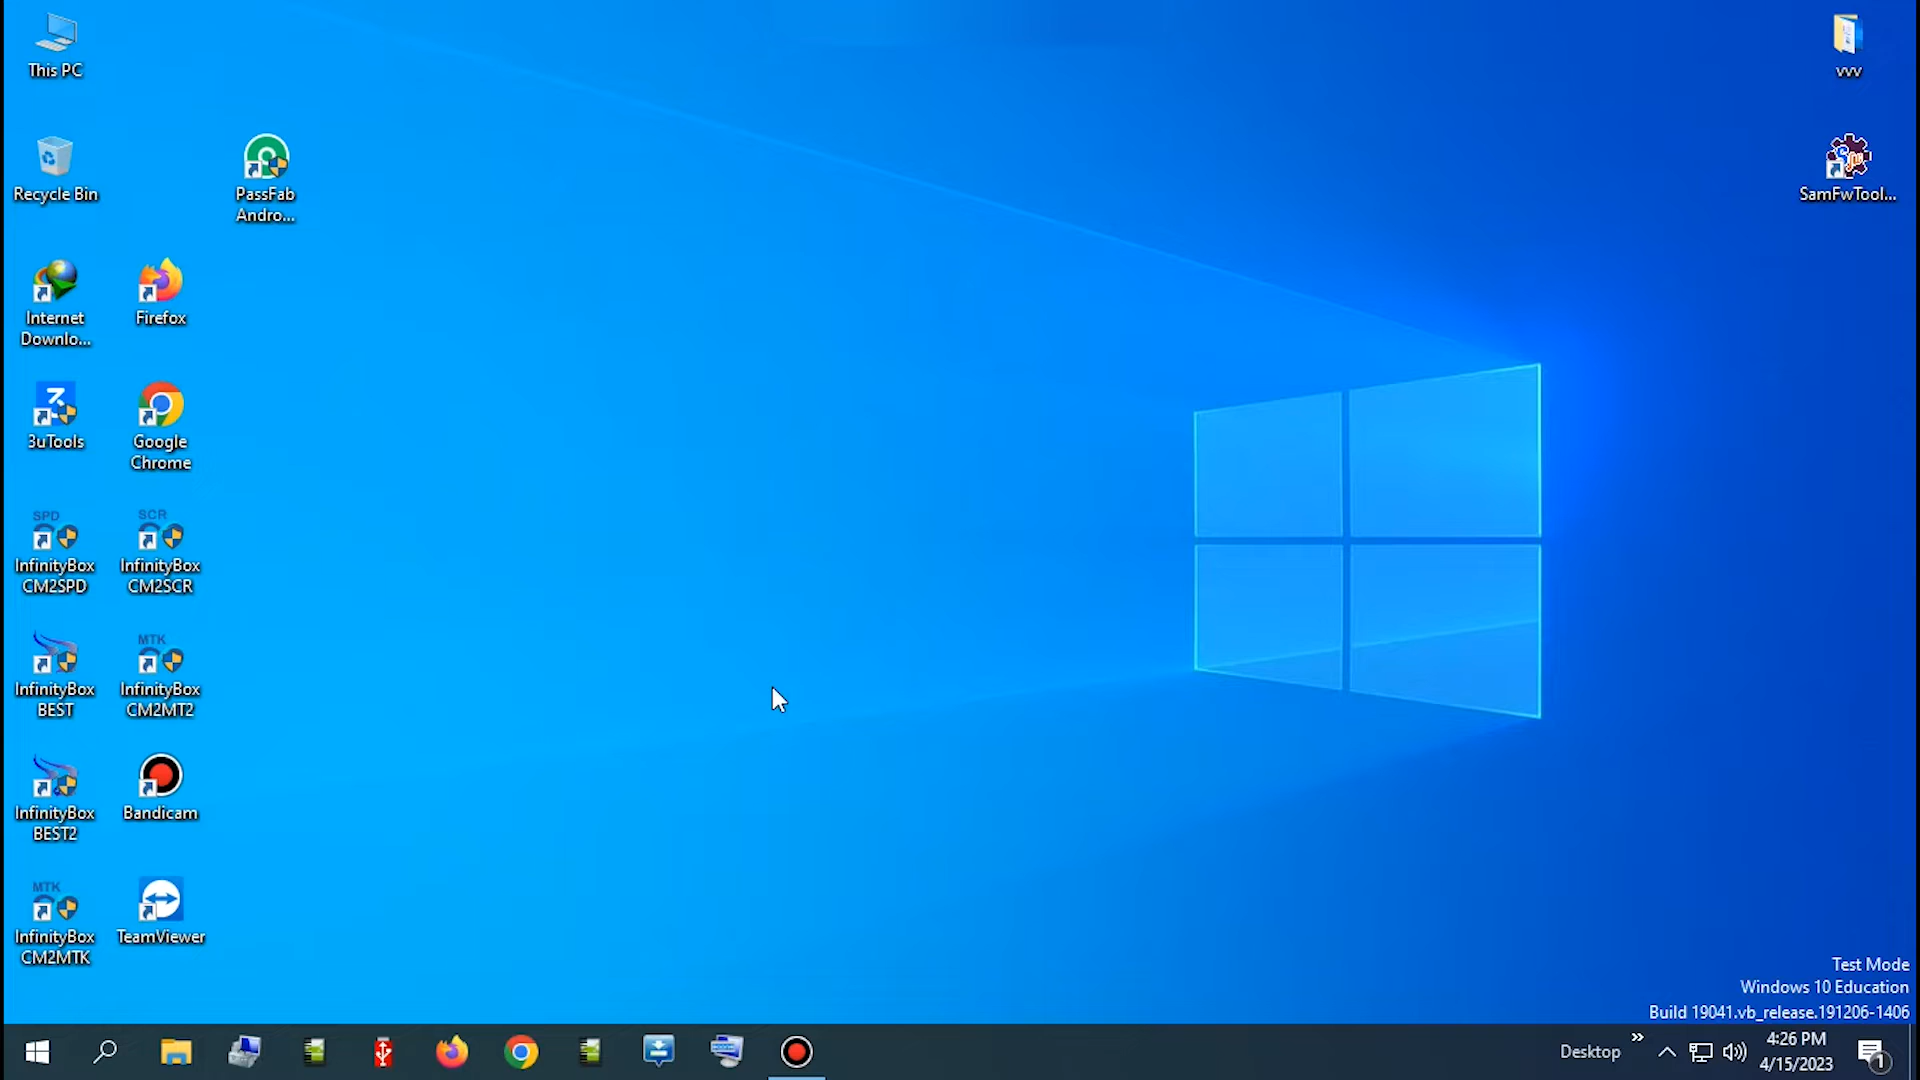 This PC
vvv
Recycle Bin
PassFab
Andro...
SamFwTool...
Internet
Downlo...
Firefox
3uTools
Google
Chrome
SPD
InfinityBox
CM2SPD
SCR
InfinityBox
CM2SCR
InfinityBox
BEST
MTK
InfinityBox
CM2MT2
InfinityBox
BEST2
Bandicam
MTK
InfinityBox
CM2MTK
TeamViewer
Test Mode
Windows 10 Education
Build 19041.vb_release.191206-1406
Desktop
4:26 PM
4/15/2023
1